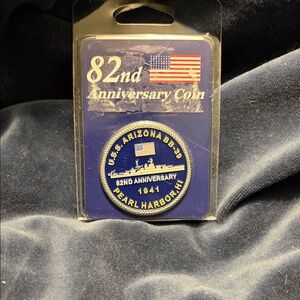 82nd
Anniversary Coin
U.S.S. ARIZONA BB-39
82ND ANNIVERSARY
1941
PEARL HARBOR, HI